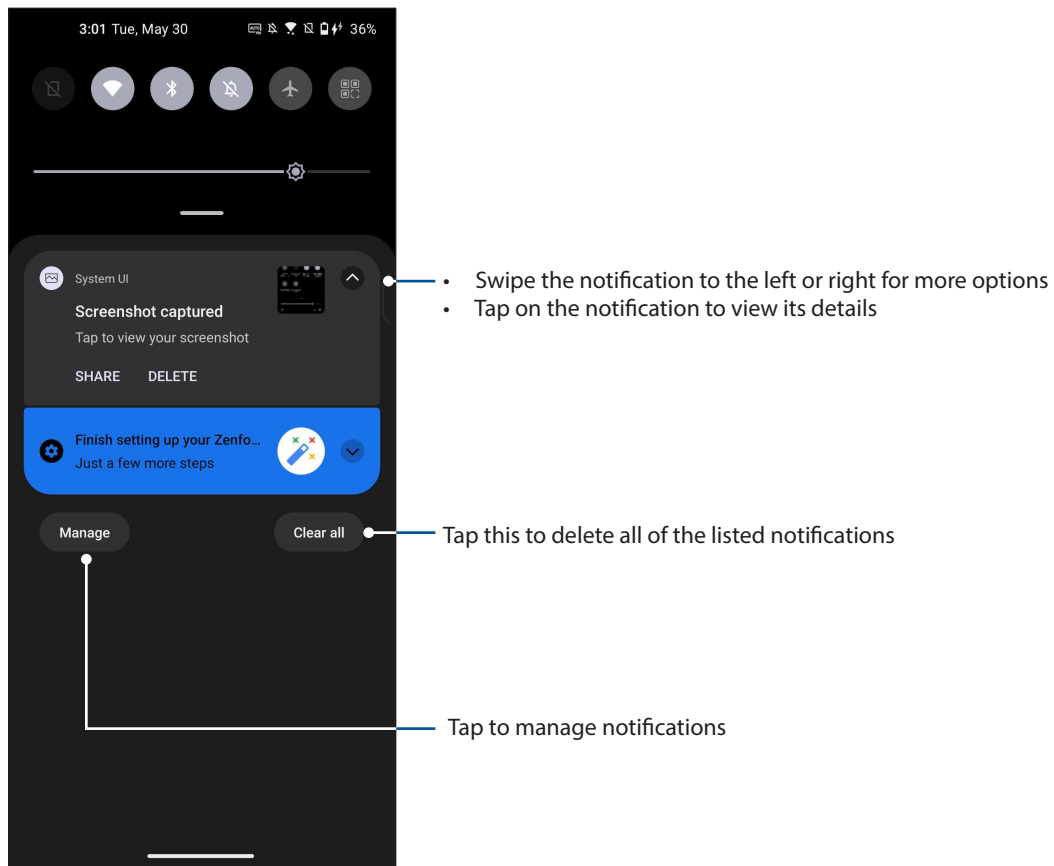 3:01 Tue, May 30
36%
System UI
Screenshot captured
Tap to view your screenshot
SHARE DELETE
Finish setting up your Zenfo...
Just a few more steps
Manage
Clear all
• Swipe the notification to the left or right for more options
• Tap on the notification to view its details
Tap this to delete all of the listed notifications
Tap to manage notifications